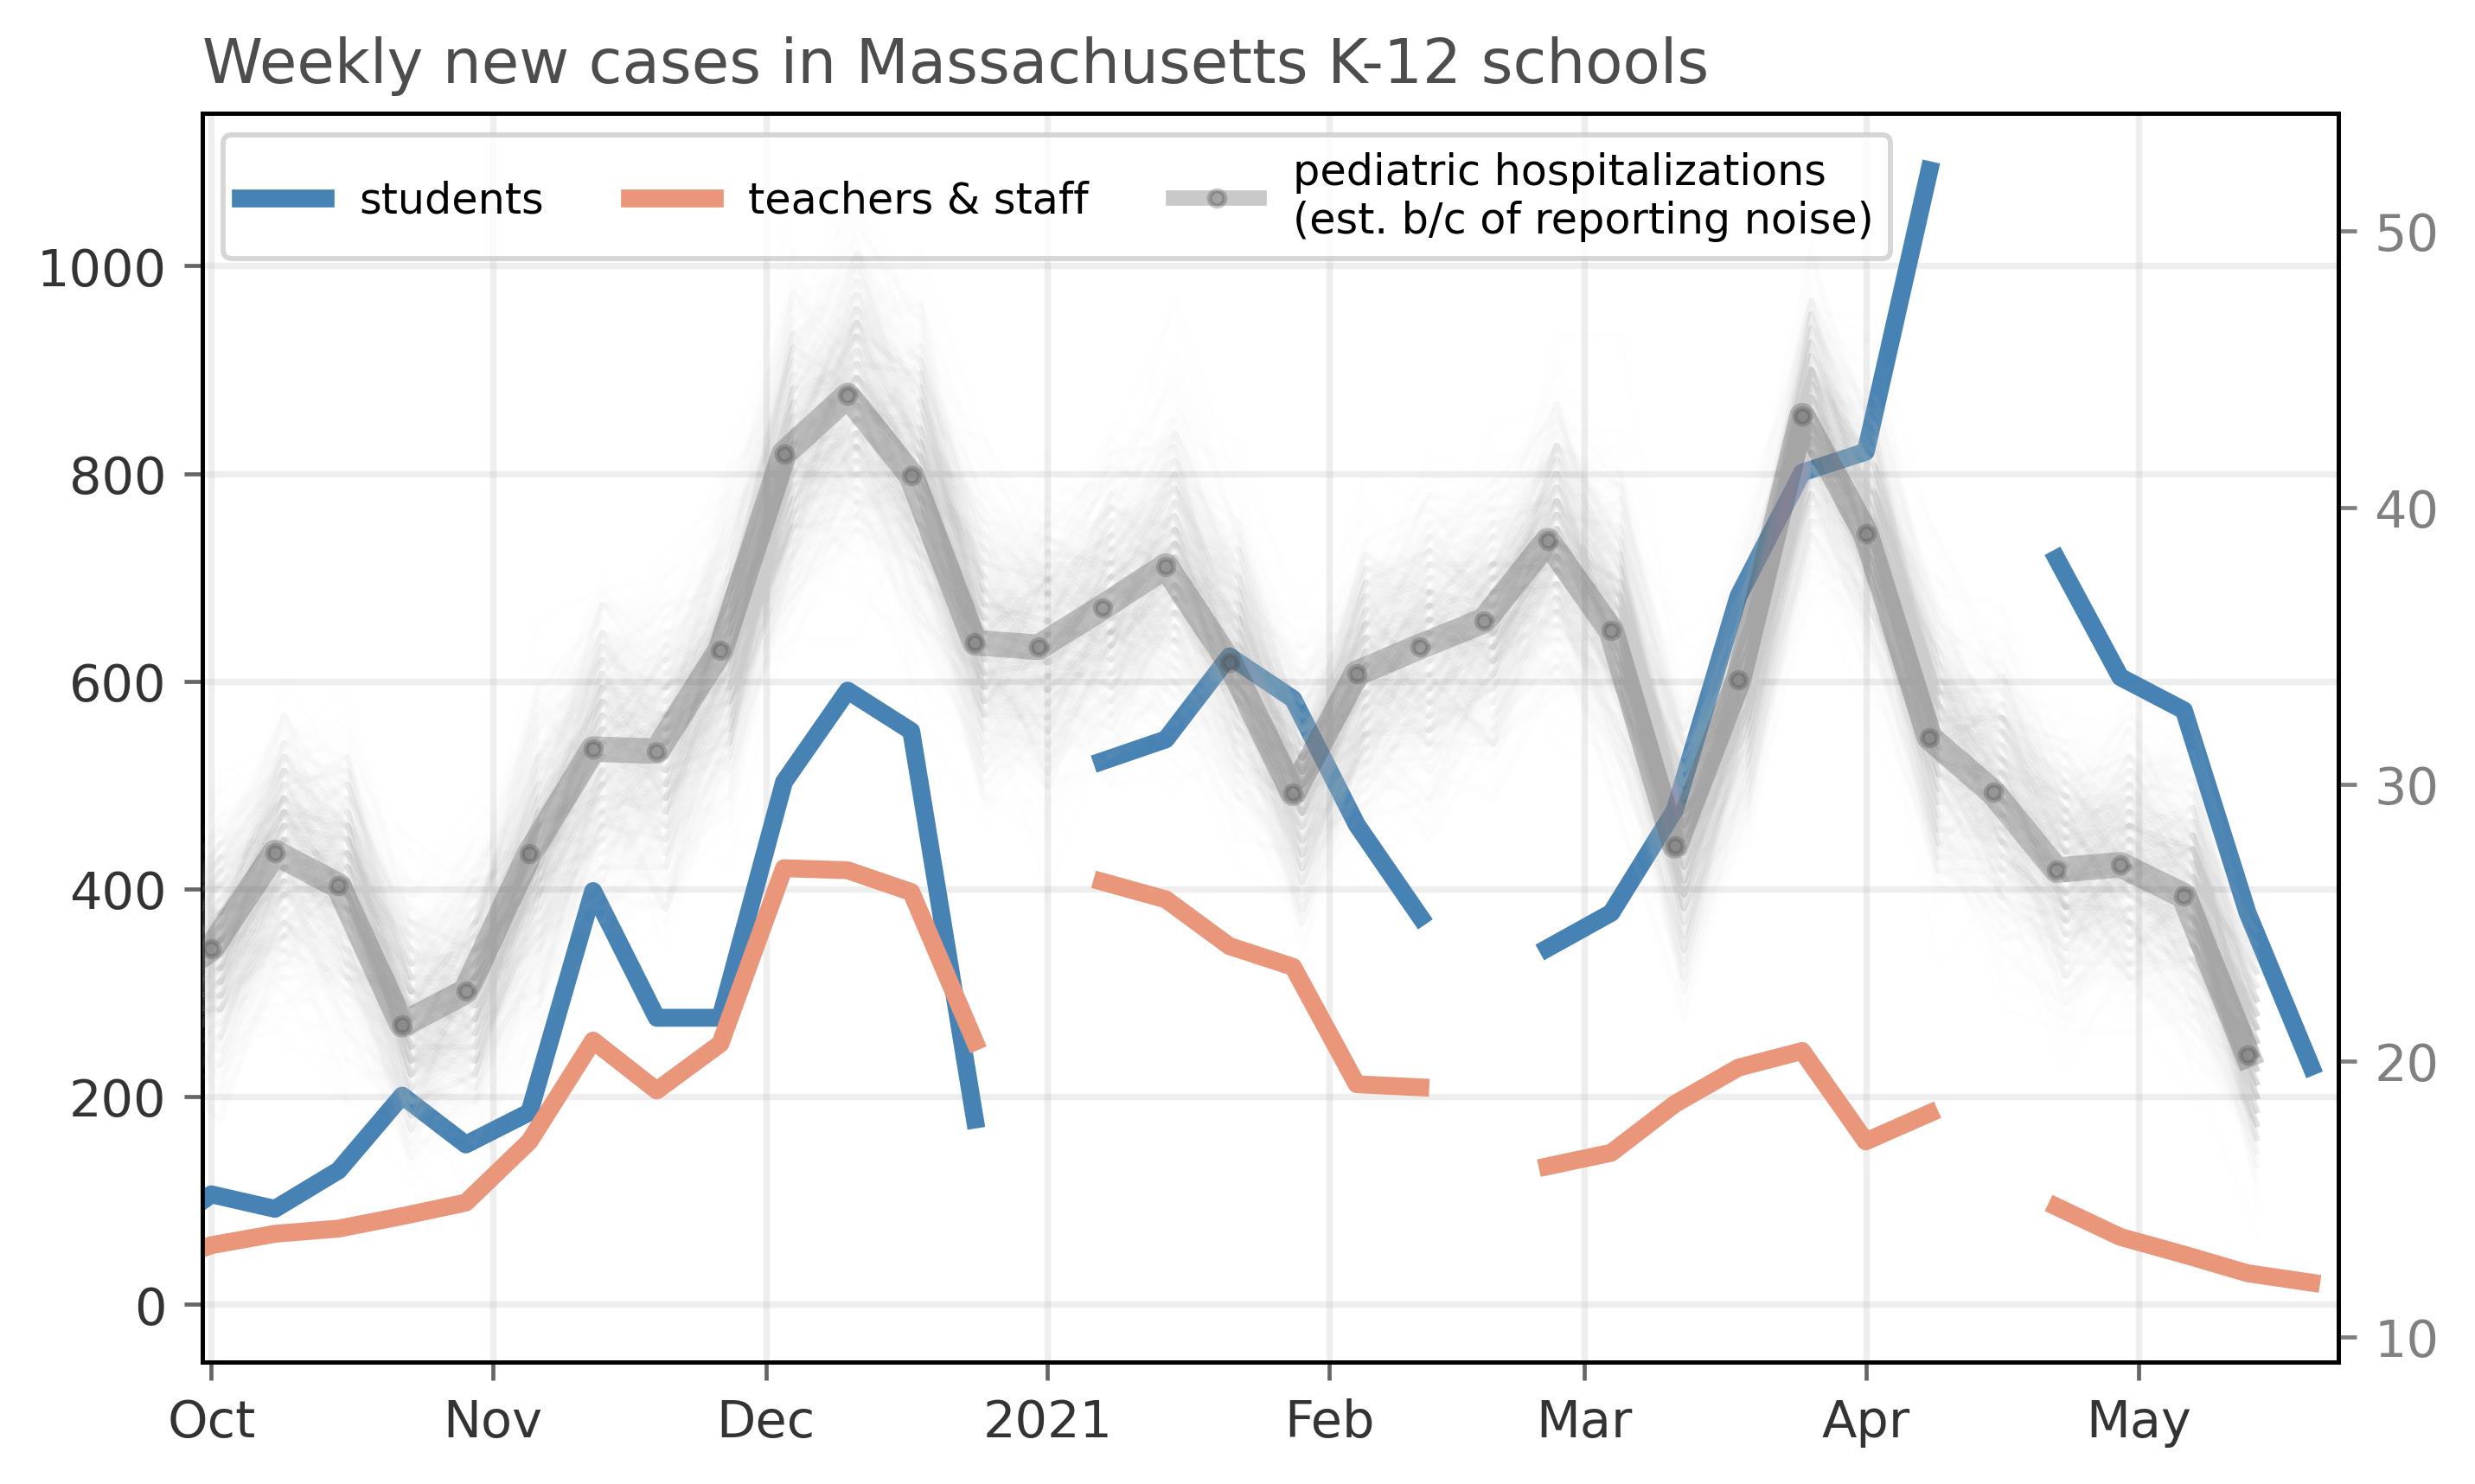 Weekly new cases in Massachusetts K-12 schools
students
teachers & staff
pediatric hospitalizations
(est. b/c of reporting noise)
1000
800
600
400
200
0
50
40
30
20
10
Oct Nov Dec 2021 Feb Mar Apr May